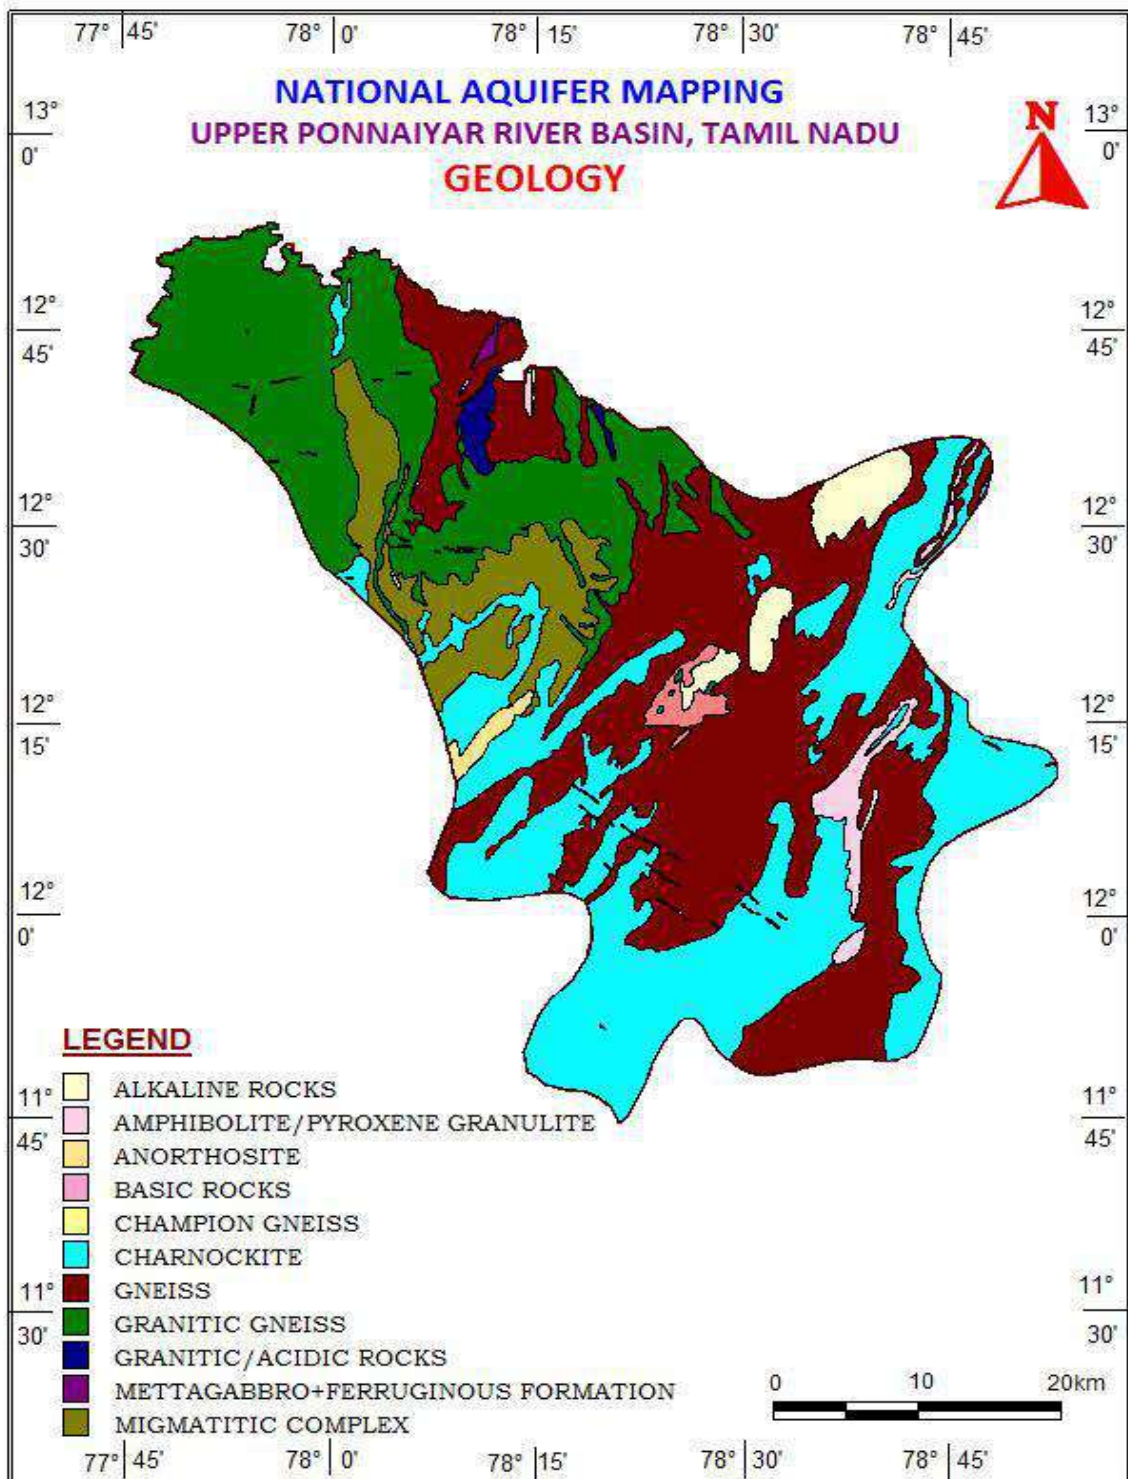 77° 45' 78° 0' 78° 15' 78° 30' 78° 45'
NATIONAL AQUIFER MAPPING
UPPER PONNAIYAR RIVER BASIN, TAMIL NADU
GEOLOGY
N
13° 0' 13° 0'
12° 45' 12° 45'
12° 30' 12° 30'
12° 15' 12° 15'
12° 0' 12° 0'
LEGEND
ALKALINE ROCKS
11° 45' 11° 45'
AMPHIBOLITE/PYROXENE GRANULITE
ANORTHOSITE
BASIC ROCKS
CHAMPION GNEISS
CHARNOCKITE
GNEISS
11° 30' 11° 30'
GRANITIC GNEISS
GRANITIC/ACIDIC ROCKS
METTAGABBRO+FERRUGINOUS FORMATION
MIGMATITIC COMPLEX
0 10 20km
77° 45' 78° 0' 78° 15' 78° 30' 78° 45'